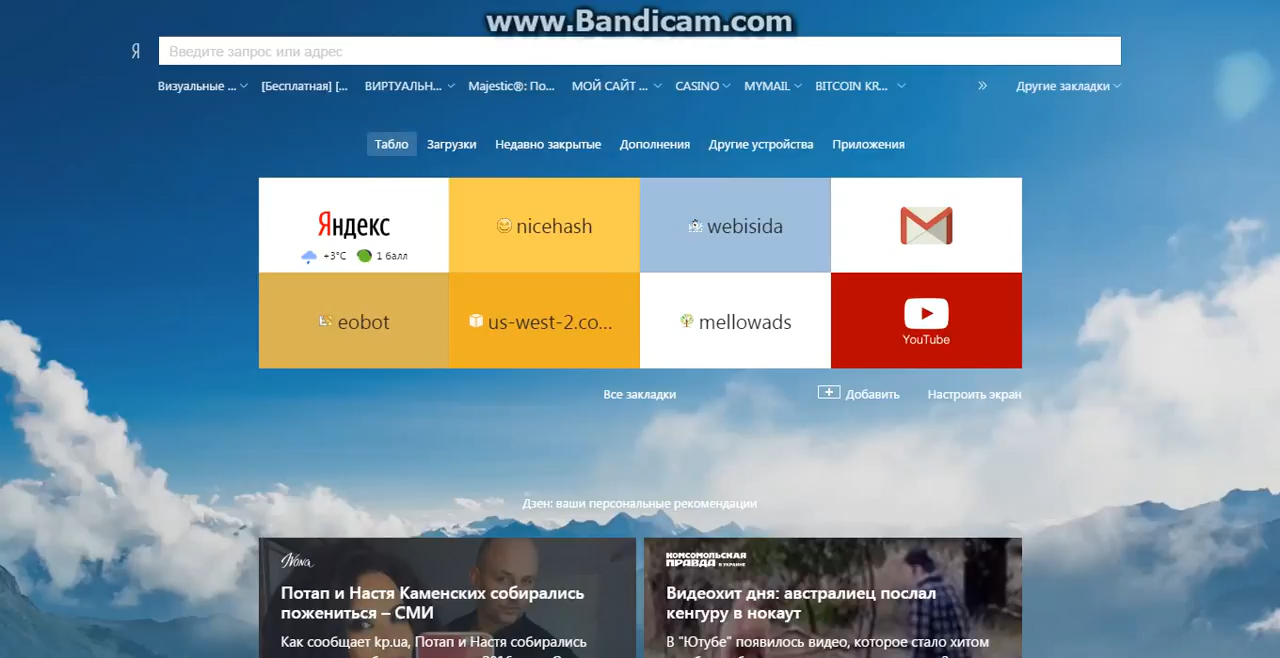 www.Bandicam.com
Я Введите запрос или адрес
Визуальные ... [Бесплатная] [... ВИРТУАЛЬН... Majestic®: По... МОЙ САЙТ ... CASINO MYMAIL BITCOIN KR... » Другие закладки
Табло Загрузки Недавно закрытые Дополнения Другие устройства Приложения
Яндекс nicehash webisida
+3°C 1 балл
eobot us-west-2.co... mellowads YouTube
Все закладки Добавить Настроить экран
Дзен: ваши персональные рекомендации
Ивона
Потап и Настя Каменских собирались
пожениться – СМИ
Как сообщает kp.ua, Потап и Настя собирались
КОМСОМОЛЬСКАЯ
ПРАВДА В УКРАИНЕ
Видеохит дня: австралиец послал
кенгуру в нокаут
В "Ютубе" появилось видео, которое стало хитом